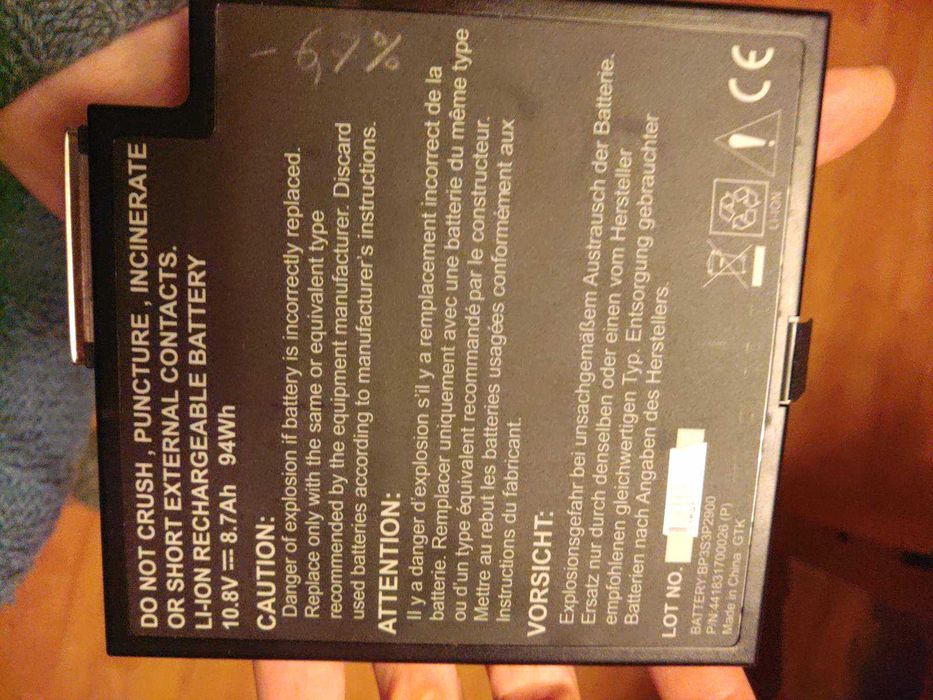 DO NOT CRUSH , PUNCTURE , INCINERATE
OR SHORT EXTERNAL CONTACTS.
LI-ION RECHARGEABLE BATTERY
10.8V ⎓ 8.7Ah 94Wh
CAUTION:
Danger of explosion if battery is incorrectly replaced.
Replace only with the same or equivalent type
recommended by the equipment manufacturer. Discard
used batteries according to manufacturer's instructions.
ATTENTION:
Il y a danger d'explosion s'il y a remplacement incorrect de la
batterie. Remplacer uniquement avec une batterie du même type
ou d'un type équivalent recommandé par le constructeur.
Mettre au rebut les batteries usagées conformément aux
Instructions du fabricant.
VORSICHT:
Explosionsgefahr bei unsachgemäßem Austrausch der Batterie.
Ersatz nur durch denselben oder einen vom Hersteller
empfohlenen gleichwertigen Typ. Entsorgung gebrauchter
Batterien nach Angaben des Herstellers.
LOT NO.
BATTERY:BP3S3P2900
P/N:441831700026 (P)
Made in China GTK
LI-ION
CE